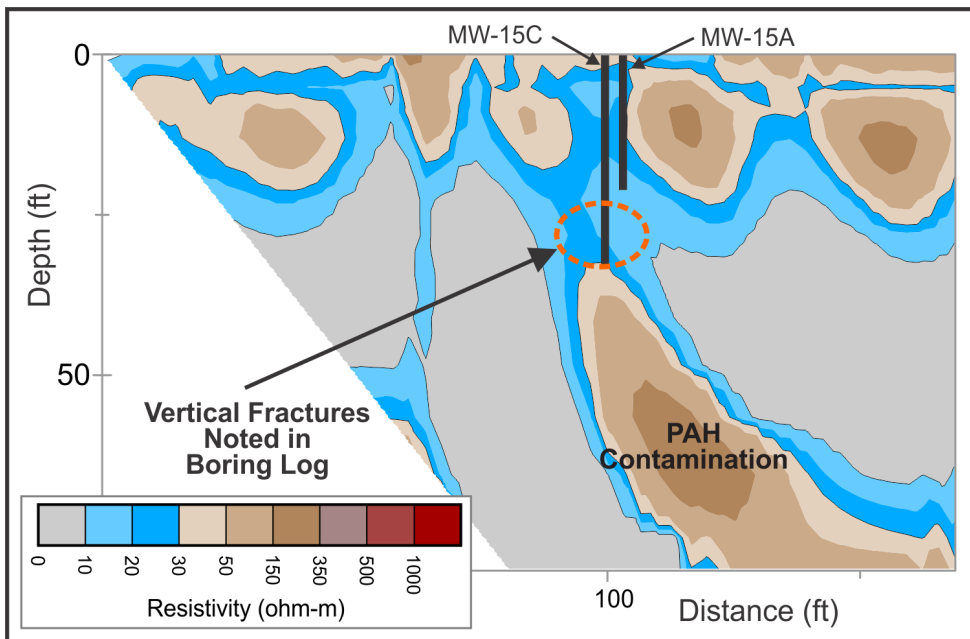 MW-15C
MW-15A
0
Depth (ft)
50
Vertical Fractures
Noted in
Boring Log
PAH
Contamination
0
10
20
30
50
150
350
500
1000
Resistivity (ohm-m)
100
Distance (ft)